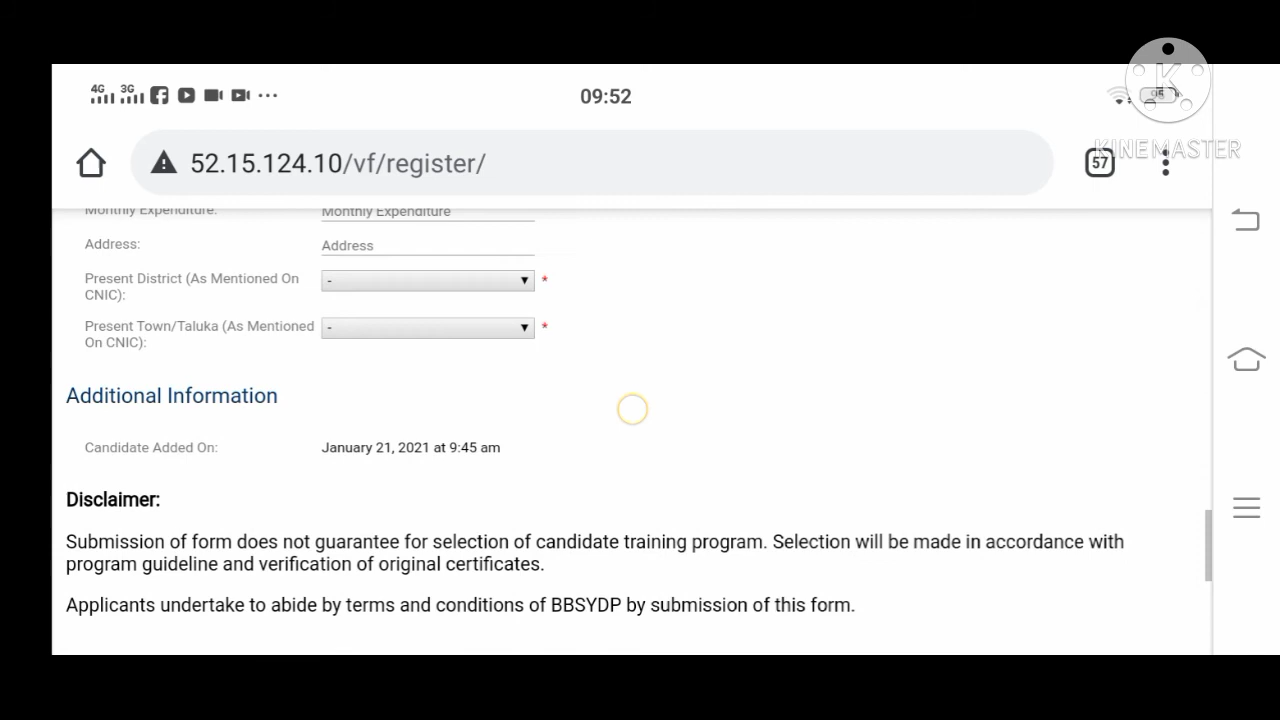 4G 3G 09:52 95
52.15.124.10/vf/register/ 57
KINEMASTER
Monthly Expenditure: Monthly Expenditure
Address: Address
Present District (As Mentioned On - *
CNIC):
Present Town/Taluka (As Mentioned - *
On CNIC):
Additional Information
Candidate Added On: January 21, 2021 at 9:45 am
Disclaimer:
Submission of form does not guarantee for selection of candidate training program. Selection will be made in accordance with
program guideline and verification of original certificates.
Applicants undertake to abide by terms and conditions of BBSYDP by submission of this form.